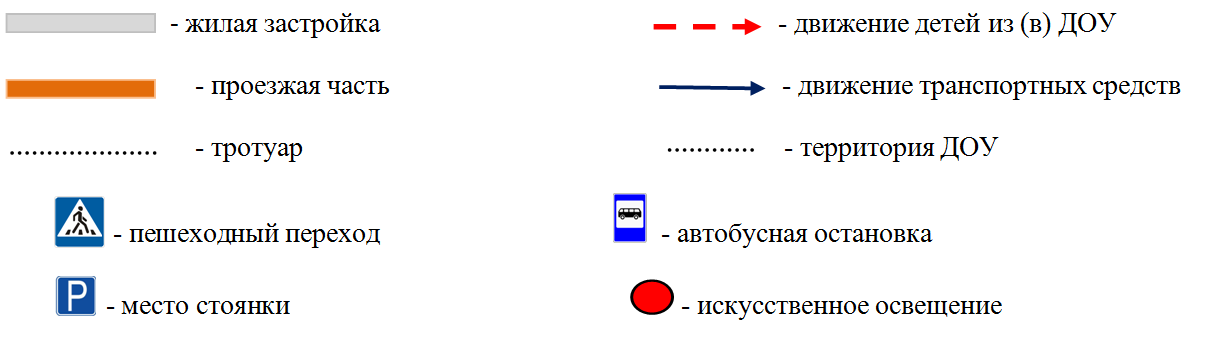 - жилая застройка
- движение детей из (в) ДОУ
- проезжая часть
- движение транспортных средств
- тротуар
- территория ДОУ
- пешеходный переход
- автобусная остановка
P - место стоянки
- искусственное освещение